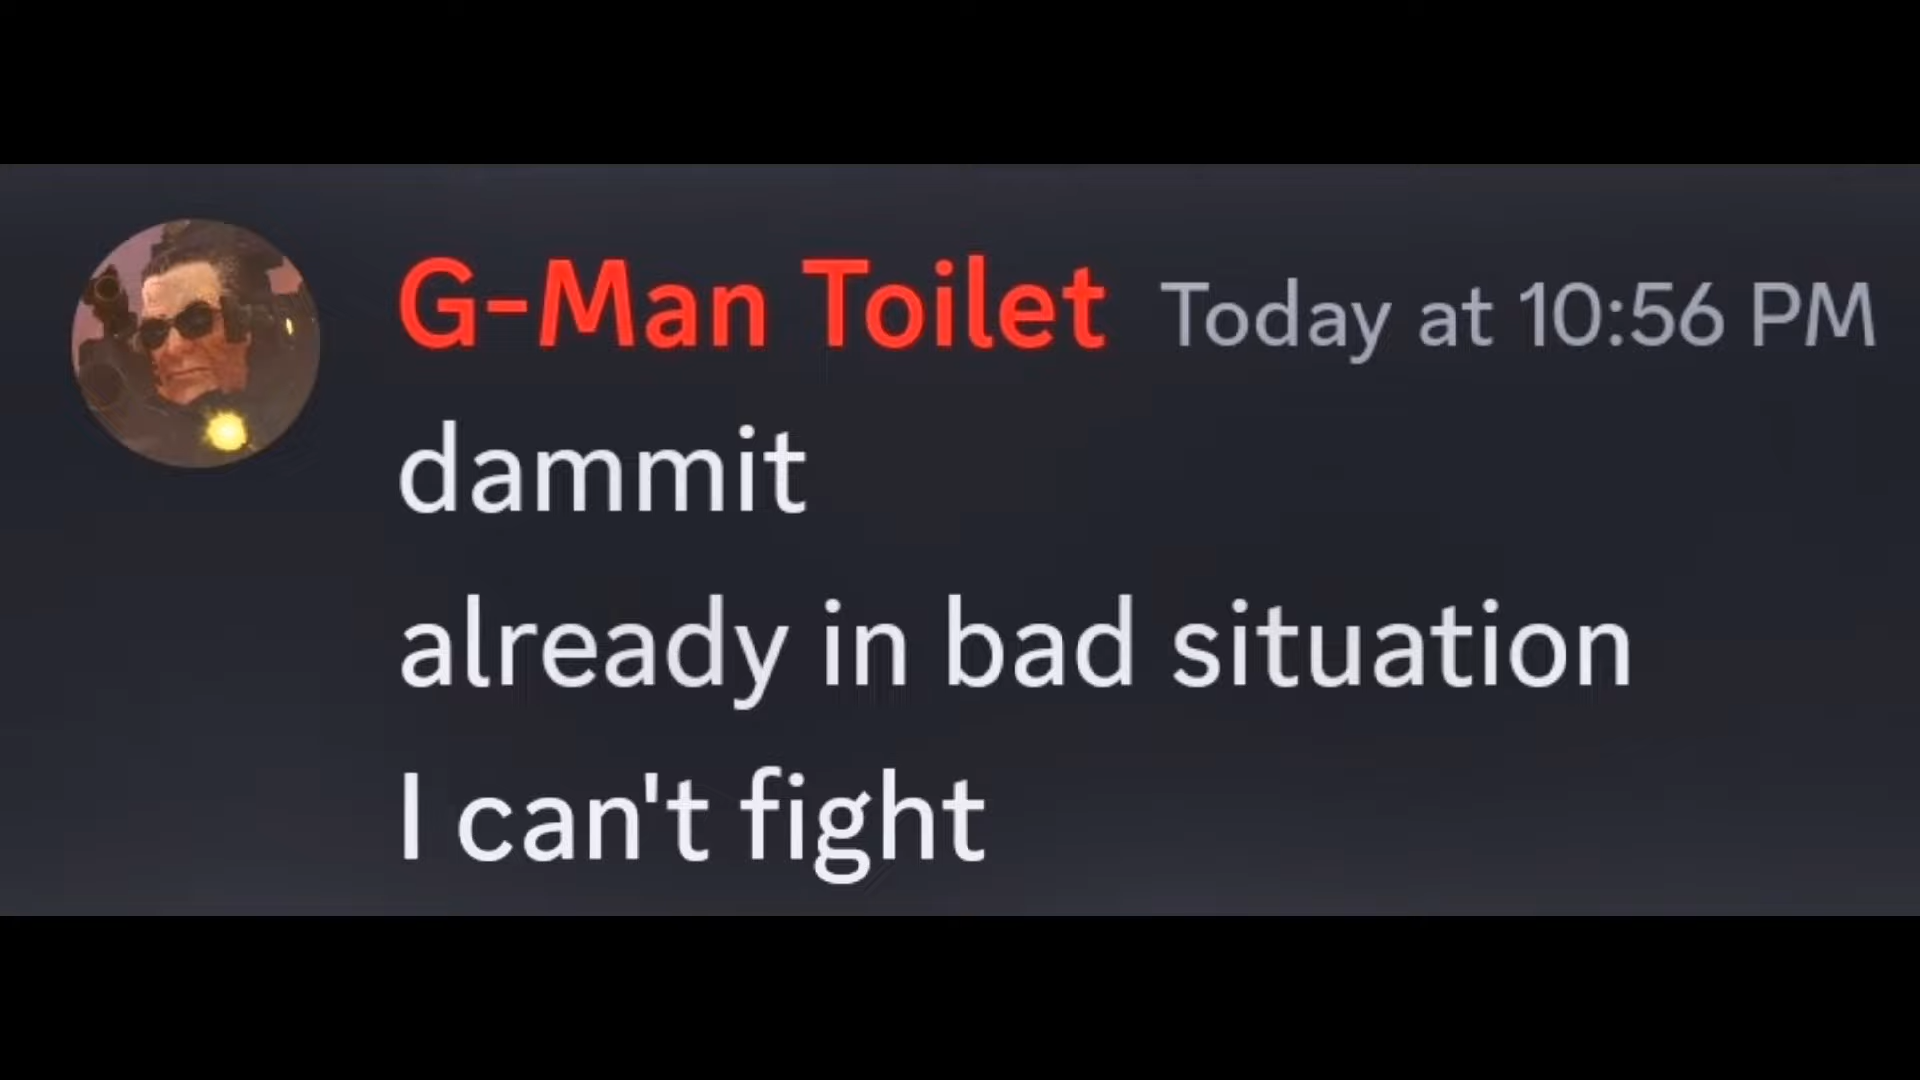 G-Man Toilet Today at 10:56 PM
dammit
already in bad situation
I can't fight